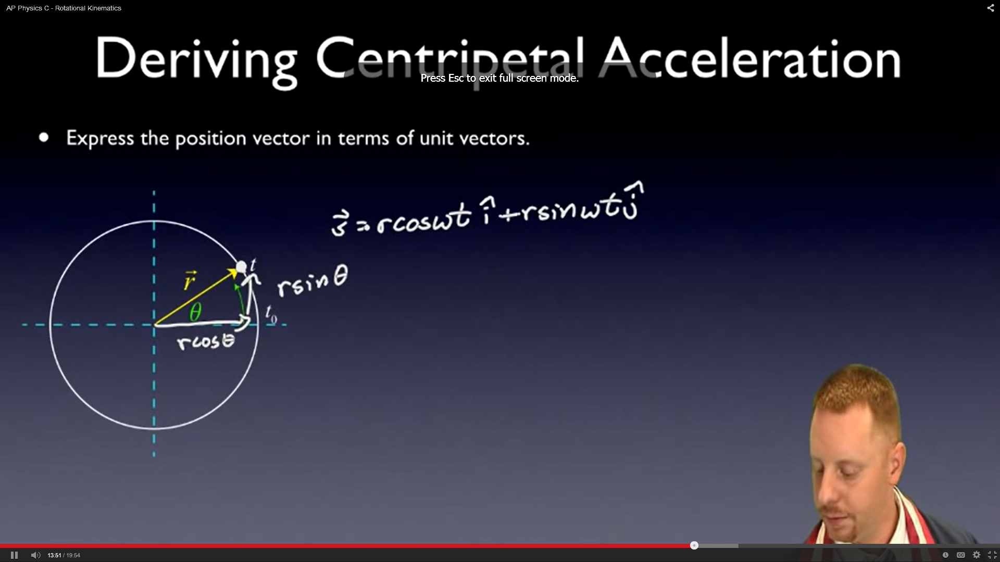 AP Physics C - Rotational Kinematics
Deriving Centripetal Acceleration
Press Esc to exit full screen mode.
• Express the position vector in terms of unit vectors.
s⃗ = rcosωt î + rsinωt ĵ
t
r⃗
rsinθ
θ
t₀
rcosθ
13:51 / 19:54
CC